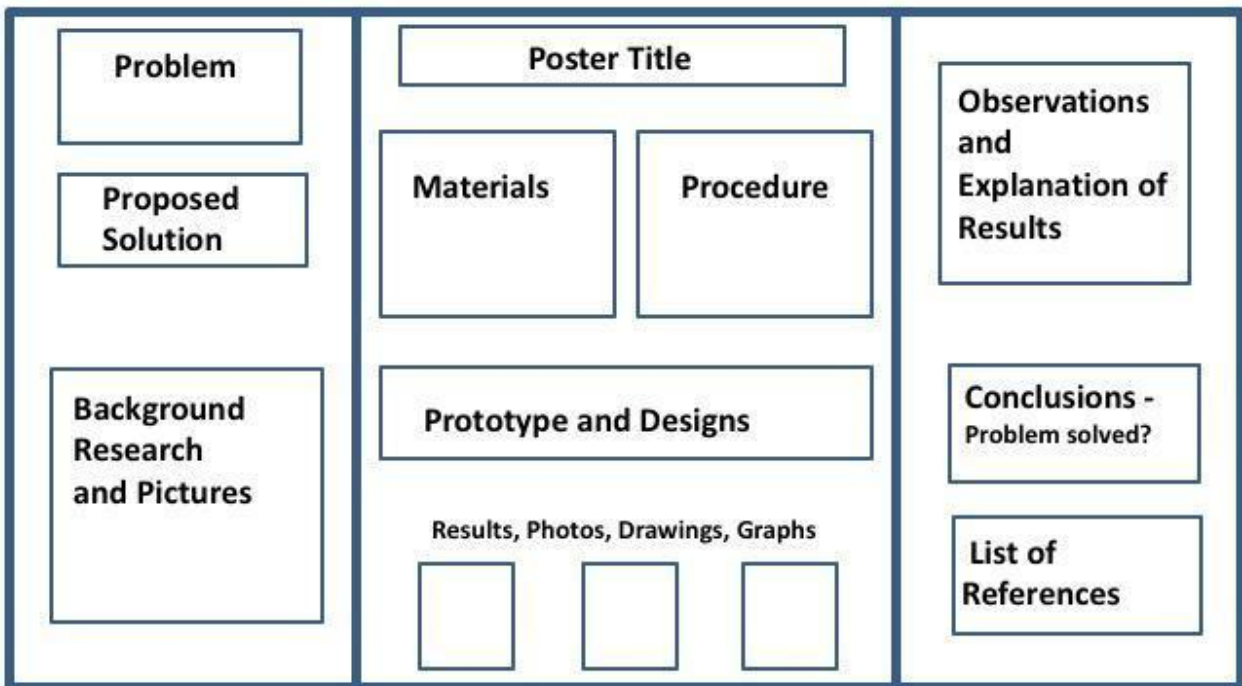 Problem
Proposed
Solution
Background
Research
and Pictures
Poster Title
Materials
Procedure
Prototype and Designs
Results, Photos, Drawings, Graphs
Observations
and
Explanation of
Results
Conclusions -
Problem solved?
List of
References